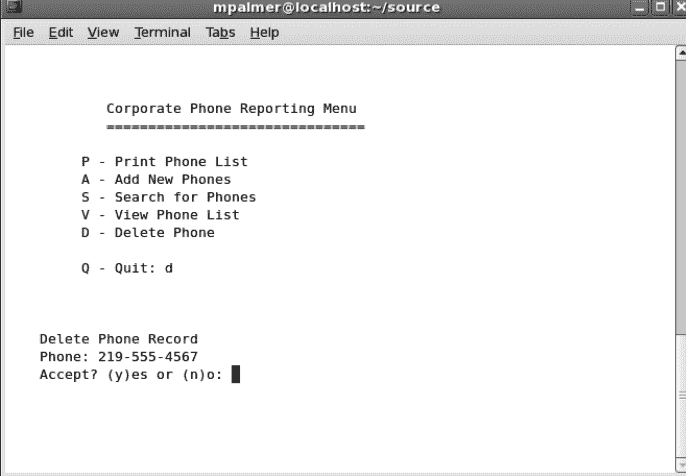 mpalmer@localhost:~/source
File Edit View Terminal Tabs Help
Corporate Phone Reporting Menu
===============================
P - Print Phone List
A - Add New Phones
S - Search for Phones
V - View Phone List
D - Delete Phone
Q - Quit: d
Delete Phone Record
Phone: 219-555-4567
Accept? (y)es or (n)o: